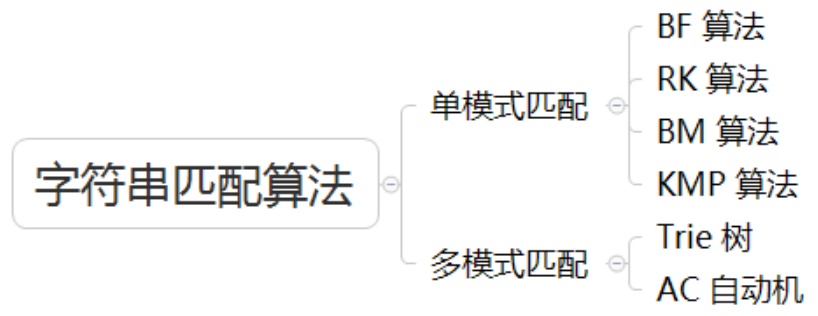 字符串匹配算法
单模式匹配
BF 算法
RK 算法
BM 算法
KMP 算法
多模式匹配
Trie 树
AC 自动机